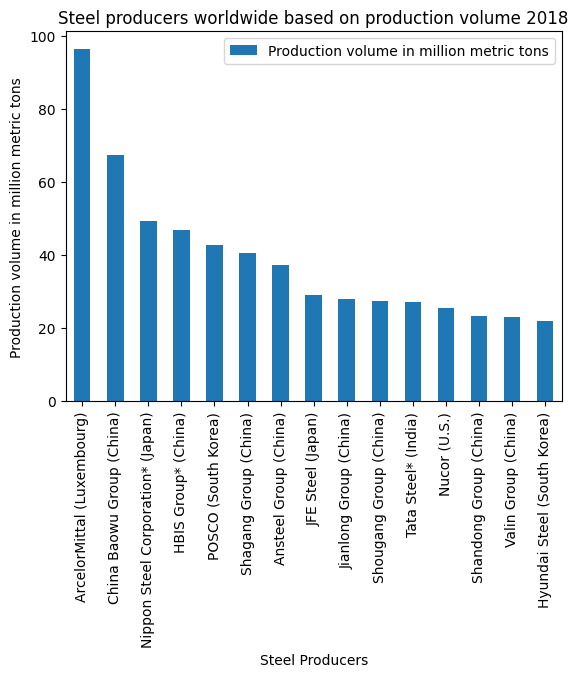 Steel producers worldwide based on production volume 2018
Production volume in million metric tons
Production volume in million metric tons
100
80
60
40
20
0
ArcelorMittal (Luxembourg)
China Baowu Group (China)
Nippon Steel Corporation* (Japan)
HBIS Group* (China)
POSCO (South Korea)
Shagang Group (China)
Ansteel Group (China)
JFE Steel (Japan)
Jianlong Group (China)
Shougang Group (China)
Tata Steel* (India)
Nucor (U.S.)
Shandong Group (China)
Valin Group (China)
Hyundai Steel (South Korea)
Steel Producers